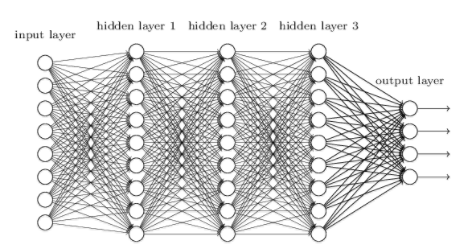 hidden layer 1 hidden layer 2 hidden layer 3
input layer
output layer